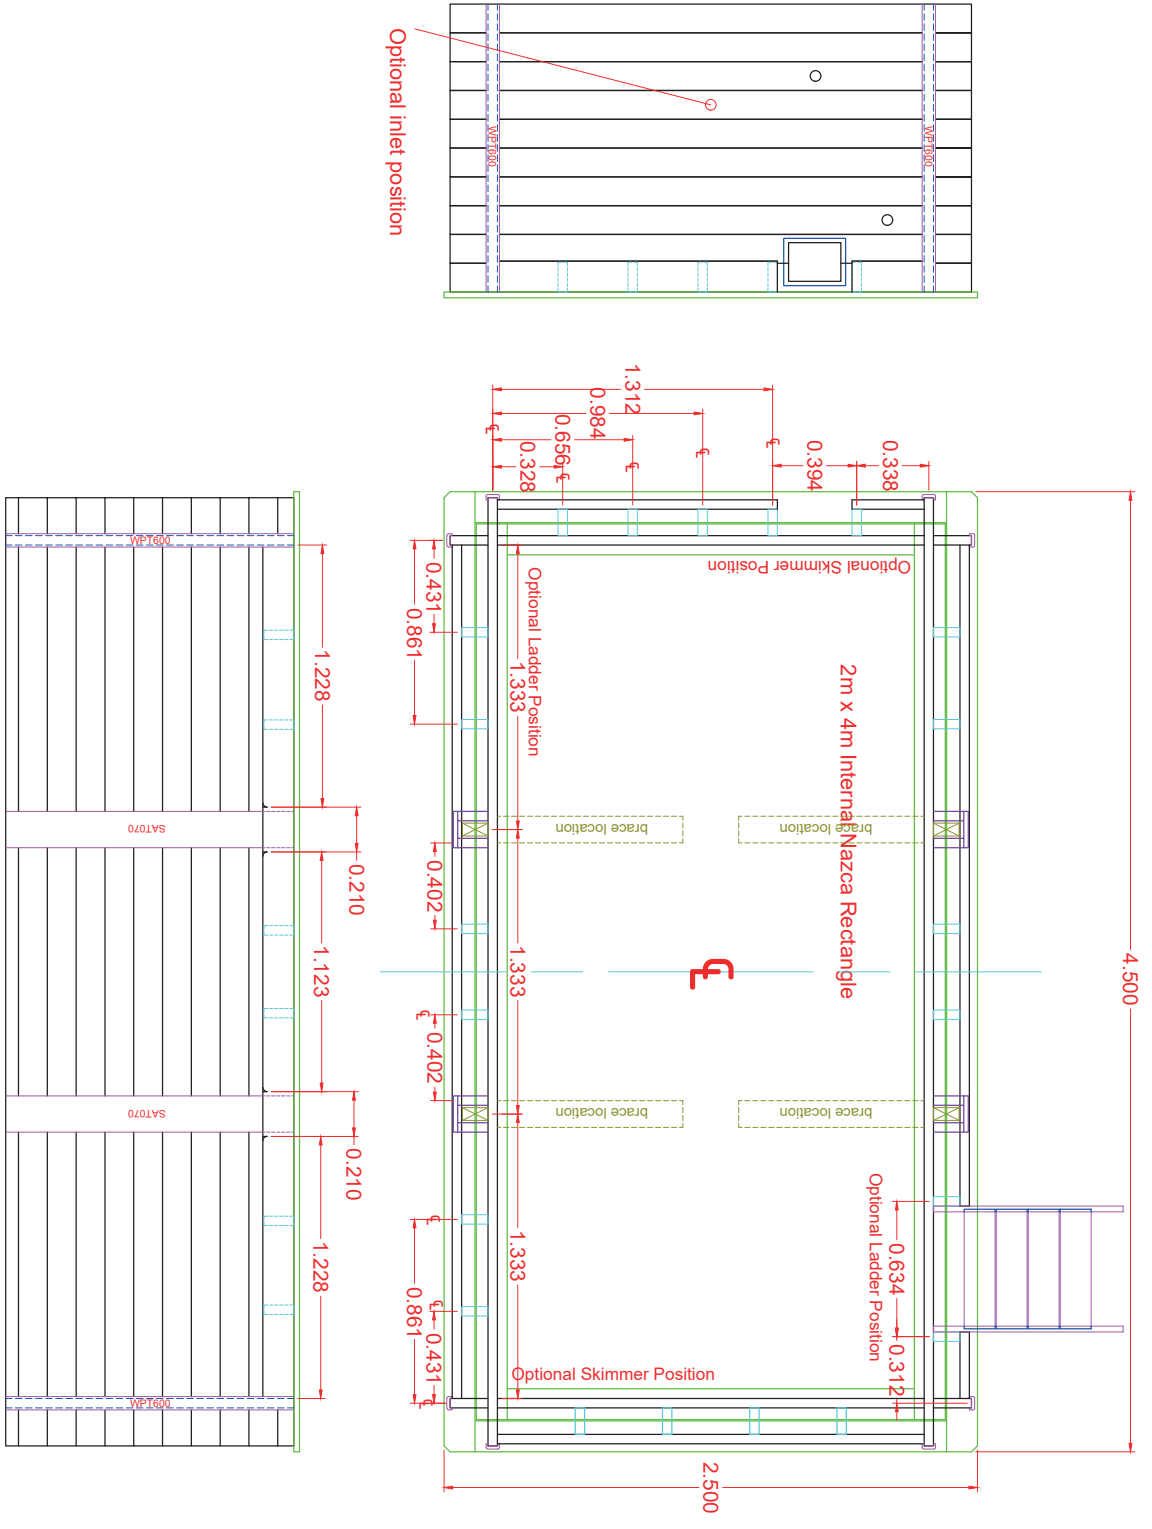 Optional inlet position
WPT600
WPT600
1.312
0.984
0.656
0.328
0.394
0.338
0.431
0.861
Optional Ladder Position
1.333
Optional Skimmer Position
2m x 4m Internal Nazca Rectangle
brace location
brace location
0.402
1.333
0.402
brace location
brace location
4.500
Optional Ladder Position
0.634
0.312
1.333
0.861
0.431
Optional Skimmer Position
2.500
WPT600
1.228
SAT070
0.210
1.123
SAT070
0.210
1.228
WPT600